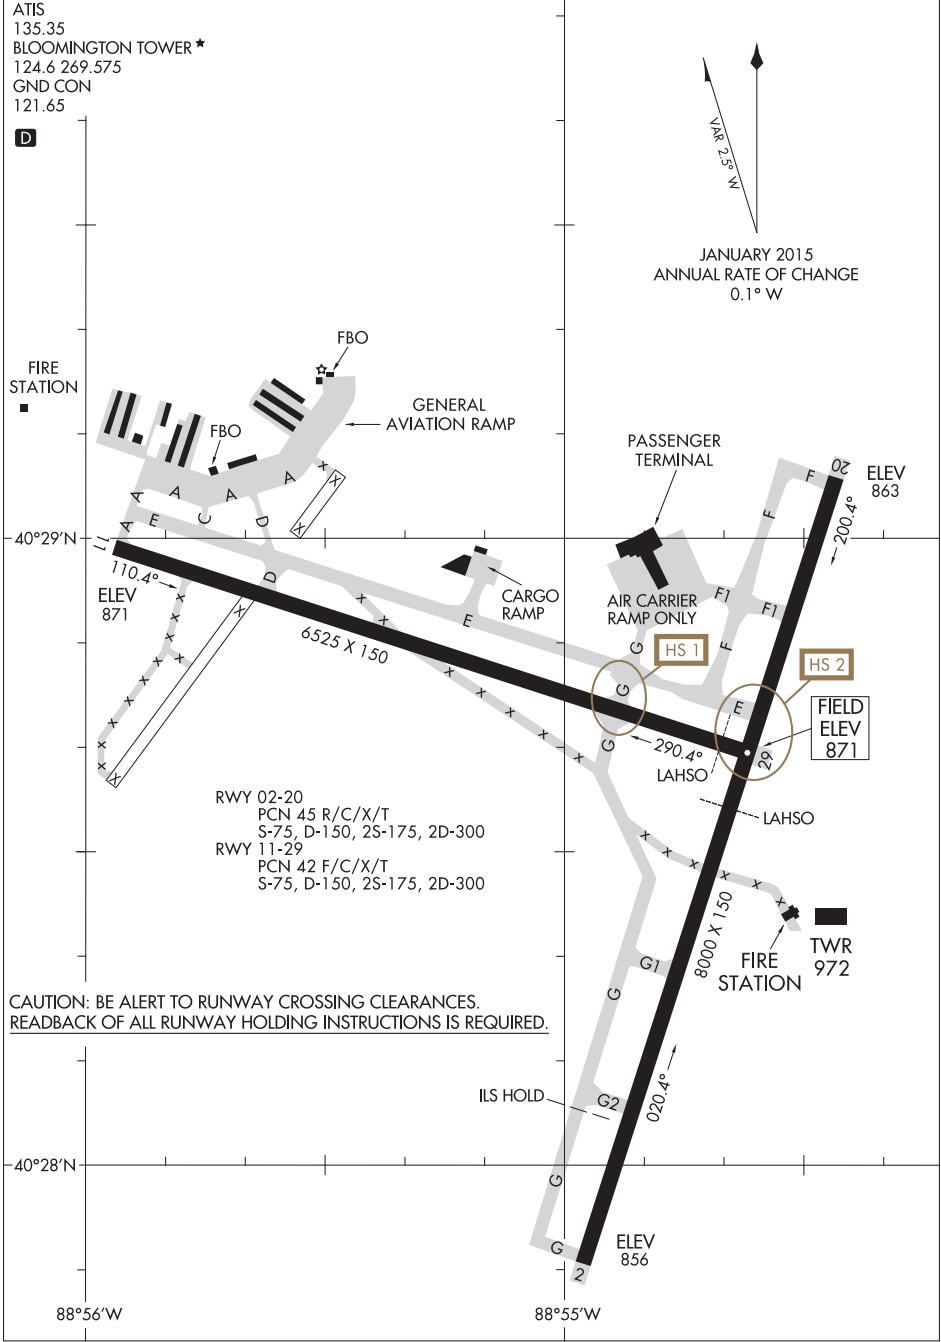 ATIS
135.35
BLOOMINGTON TOWER★
124.6 269.575
GND CON
121.65
D
VAR 2.5° W
JANUARY 2015
ANNUAL RATE OF CHANGE
0.1° W
FBO
FIRE
STATION
GENERAL
AVIATION RAMP
FBO
PASSENGER
TERMINAL
F
20
ELEV
863
A
A
A
A
A
A
X
E
C
D
X
F
F
200.4°
40°29'N
11
110.4°
ELEV
871
D
X
CARGO
RAMP
AIR CARRIER
RAMP ONLY
F1
F1
E
6525 X 150
G
F
HS 1
HS 2
G
E
FIELD
ELEV
871
G
290.4°
29
LAHSO
X
RWY 02-20
PCN 45 R/C/X/T
S-75, D-150, 2S-175, 2D-300
RWY 11-29
PCN 42 F/C/X/T
S-75, D-150, 2S-175, 2D-300
LAHSO
8000 X 150
TWR
972
FIRE
STATION
G1
G
CAUTION: BE ALERT TO RUNWAY CROSSING CLEARANCES.
READBACK OF ALL RUNWAY HOLDING INSTRUCTIONS IS REQUIRED.
ILS HOLD
G2
020.4°
40°28'N
G
G
2
ELEV
856
88°56'W
88°55'W